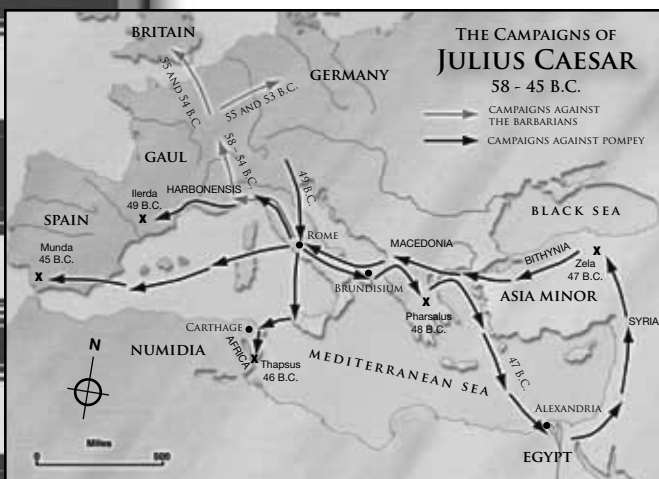 THE CAMPAIGNS OF
JULIUS CAESAR
58 - 45 B.C.
CAMPAIGNS AGAINST
THE BARBARIANS
CAMPAIGNS AGAINST POMPEY
BRITAIN
55 AND 54 B.C.
GERMANY
55 AND 53 B.C.
58 - 54 B.C.
GAUL
HARBONENSIS
Ilerda
49 B.C.
49 B.C.
SPAIN
Munda
45 B.C.
ROME
MACEDONIA
BRUNDISIUM
BLACK SEA
BITHYNIA
Zela
47 B.C.
ASIA MINOR
Pharsalus
48 B.C.
SYRIA
CARTHAGE
NUMIDIA
AFRICA
Thapsus
46 B.C.
MEDITERRANEAN SEA
47 B.C.
ALEXANDRIA
EGYPT
N
Miles
0
500